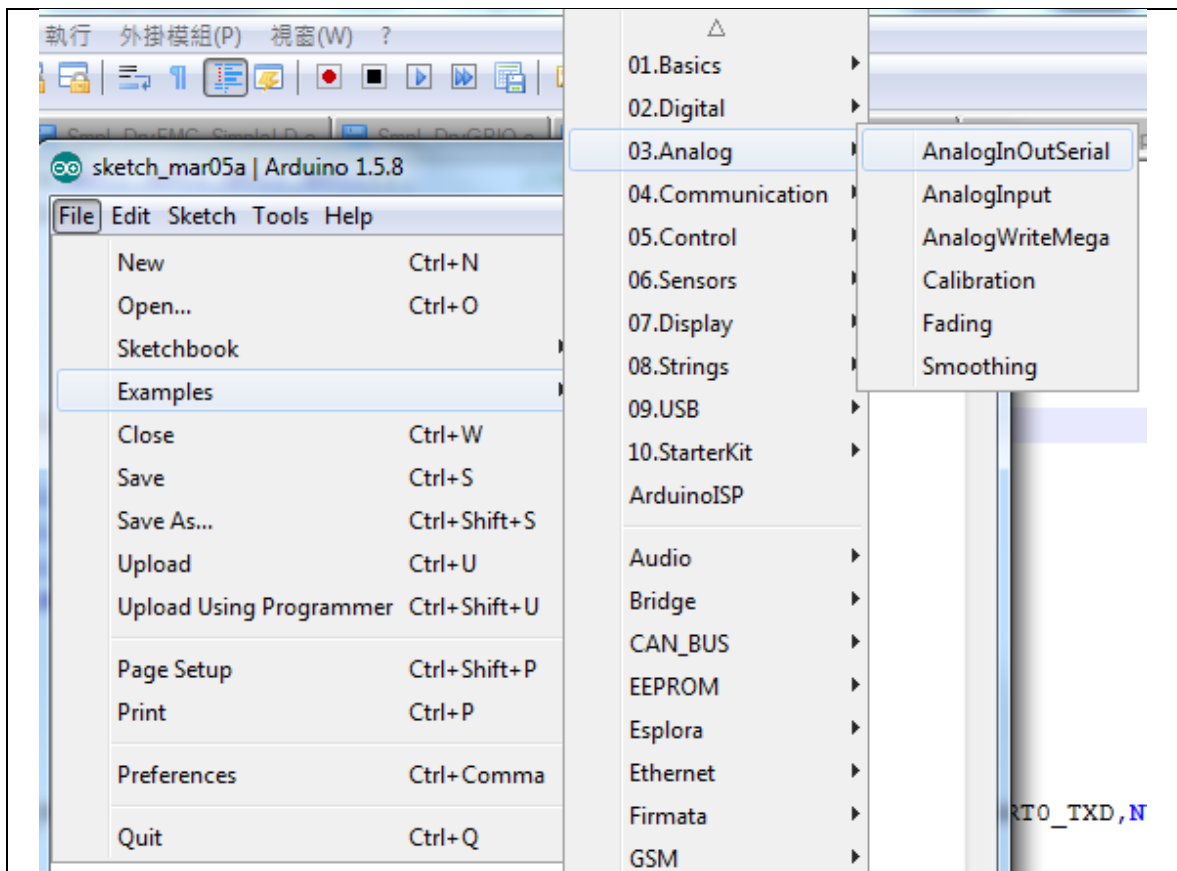 執行 外掛模組(P) 視窗(W) ?
Smpl_DrvEMC_SimpleLD.c Smpl_DrvGPIO.c
sketch_mar05a | Arduino 1.5.8
File Edit Sketch Tools Help
New Ctrl+N
Open... Ctrl+O
Sketchbook
Examples
Close Ctrl+W
Save Ctrl+S
Save As... Ctrl+Shift+S
Upload Ctrl+U
Upload Using Programmer Ctrl+Shift+U
Page Setup Ctrl+Shift+P
Print Ctrl+P
Preferences Ctrl+Comma
Quit Ctrl+Q
01.Basics
02.Digital
03.Analog
04.Communication
05.Control
06.Sensors
07.Display
08.Strings
09.USB
10.StarterKit
ArduinoISP
Audio
Bridge
CAN_BUS
EEPROM
Esplora
Ethernet
Firmata
GSM
AnalogInOutSerial
AnalogInput
AnalogWriteMega
Calibration
Fading
Smoothing
RT0_TXD,N